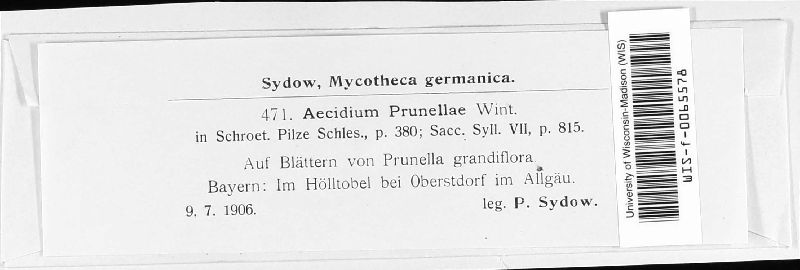 Sydow, Mycotheca germanica.
471. Aecidium Prunellae Wint.
in Schroet. Pilze Schles., p. 380; Sacc. Syll. VII, p. 815.
Auf Blättern von Prunella grandiflora.
Bayern: Im Hölltobel bei Oberstdorf im Allgäu.
9. 7. 1906. leg. P. Sydow.
University of Wisconsin-Madison (WIS)
WIS-f-0065578